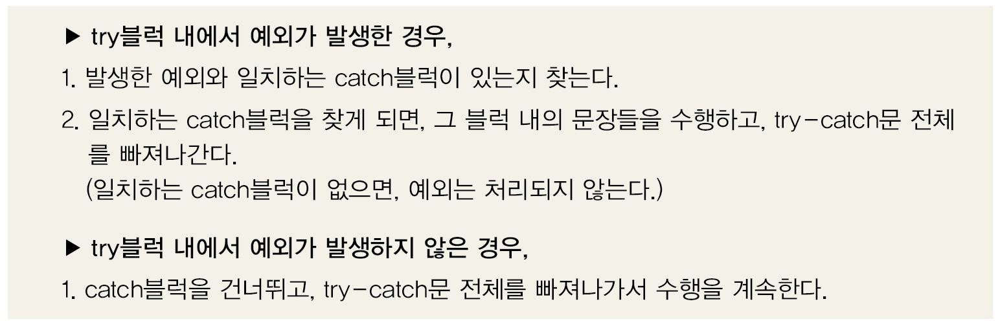 ▶ try블럭 내에서 예외가 발생한 경우,
1. 발생한 예외와 일치하는 catch블럭이 있는지 찾는다.
2. 일치하는 catch블럭을 찾게 되면, 그 블럭 내의 문장들을 수행하고, try-catch문 전체
를 빠져나간다.
(일치하는 catch블럭이 없으면, 예외는 처리되지 않는다.)
▶ try블럭 내에서 예외가 발생하지 않은 경우,
1. catch블럭을 건너뛰고, try-catch문 전체를 빠져나가서 수행을 계속한다.